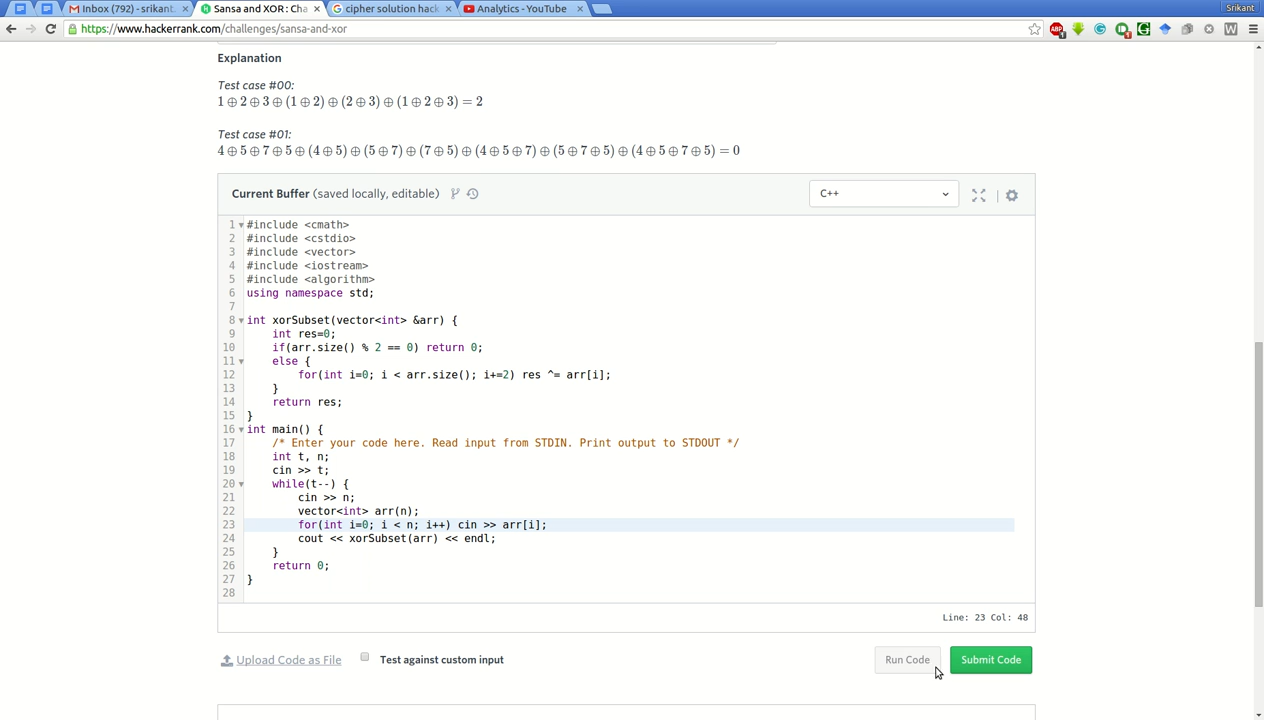 Inbox (792) - srikant.
Sansa and XOR : Cha
cipher solution hack
Analytics - YouTube
Srikant
https://www.hackerrank.com/challenges/sansa-and-xor
Explanation
Test case #00:
1 ⊕ 2 ⊕ 3 ⊕ (1 ⊕ 2) ⊕ (2 ⊕ 3) ⊕ (1 ⊕ 2 ⊕ 3) = 2
Test case #01:
4 ⊕ 5 ⊕ 7 ⊕ 5 ⊕ (4 ⊕ 5) ⊕ (5 ⊕ 7) ⊕ (7 ⊕ 5) ⊕ (4 ⊕ 5 ⊕ 7) ⊕ (5 ⊕ 7 ⊕ 5) ⊕ (4 ⊕ 5 ⊕ 7 ⊕ 5) = 0
Current Buffer (saved locally, editable)
C++
1 #include <cmath>
2 #include <cstdio>
3 #include <vector>
4 #include <iostream>
5 #include <algorithm>
6 using namespace std;
7
8 int xorSubset(vector<int> &arr) {
9     int res=0;
10     if(arr.size() % 2 == 0) return 0;
11     else {
12         for(int i=0; i < arr.size(); i+=2) res ^= arr[i];
13     }
14     return res;
15 }
16 int main() {
17     /* Enter your code here. Read input from STDIN. Print output to STDOUT */
18     int t, n;
19     cin >> t;
20     while(t--) {
21         cin >> n;
22         vector<int> arr(n);
23         for(int i=0; i < n; i++) cin >> arr[i];
24         cout << xorSubset(arr) << endl;
25     }
26     return 0;
27 }
28
Line: 23 Col: 48
Upload Code as File
Test against custom input
Run Code
Submit Code